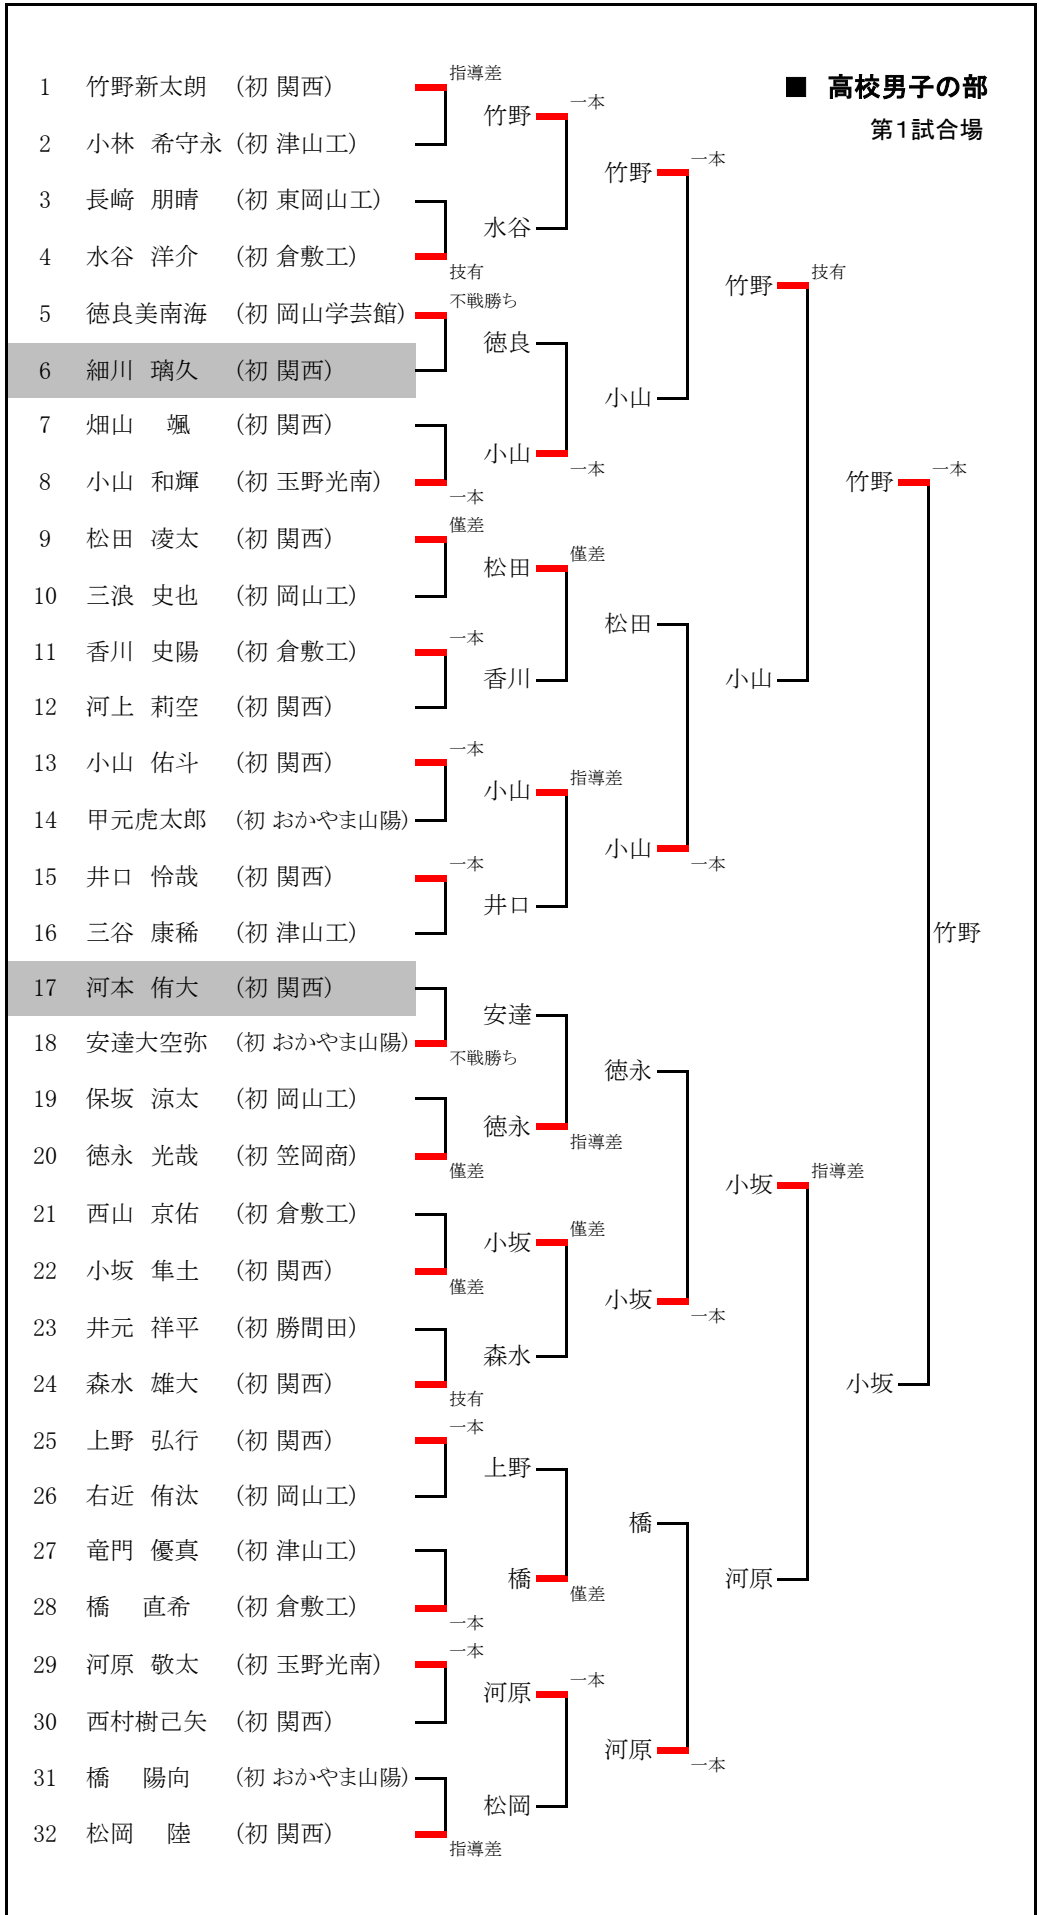 ■ 高校男子の部
第1試合場
1 竹野新太朗 (初 関西)
2 小林 希守永 (初 津山工)
3 長﨑 朋晴 (初 東岡山工)
4 水谷 洋介 (初 倉敷工)
5 徳良美南海 (初 岡山学芸館)
6 細川 璃久 (初 関西)
7 畑山 颯 (初 関西)
8 小山 和輝 (初 玉野光南)
9 松田 凌太 (初 関西)
10 三浪 史也 (初 岡山工)
11 香川 史陽 (初 倉敷工)
12 河上 莉空 (初 関西)
13 小山 佑斗 (初 関西)
14 甲元虎太郎 (初 おかやま山陽)
15 井口 怜哉 (初 関西)
16 三谷 康稀 (初 津山工)
17 河本 侑大 (初 関西)
18 安達大空弥 (初 おかやま山陽)
19 保坂 涼太 (初 岡山工)
20 徳永 光哉 (初 笠岡商)
21 西山 京佑 (初 倉敷工)
22 小坂 隼土 (初 関西)
23 井元 祥平 (初 勝間田)
24 森水 雄大 (初 関西)
25 上野 弘行 (初 関西)
26 右近 侑汰 (初 岡山工)
27 竜門 優真 (初 津山工)
28 橋 直希 (初 倉敷工)
29 河原 敬太 (初 玉野光南)
30 西村樹己矢 (初 関西)
31 橋 陽向 (初 おかやま山陽)
32 松岡 陸 (初 関西)
指導差
技有
不戦勝ち
一本
僅差
一本
一本
一本
不戦勝ち
僅差
僅差
技有
一本
一本
一本
指導差
竹野
一本
水谷
徳良
小山
一本
松田
僅差
香川
小山
指導差
井口
安達
徳永
指導差
小坂
僅差
森水
上野
橋
僅差
河原
一本
松岡
竹野
一本
小山
松田
小山
一本
徳永
小坂
一本
橋
河原
一本
竹野
技有
小山
小坂
指導差
河原
竹野
一本
小坂
竹野